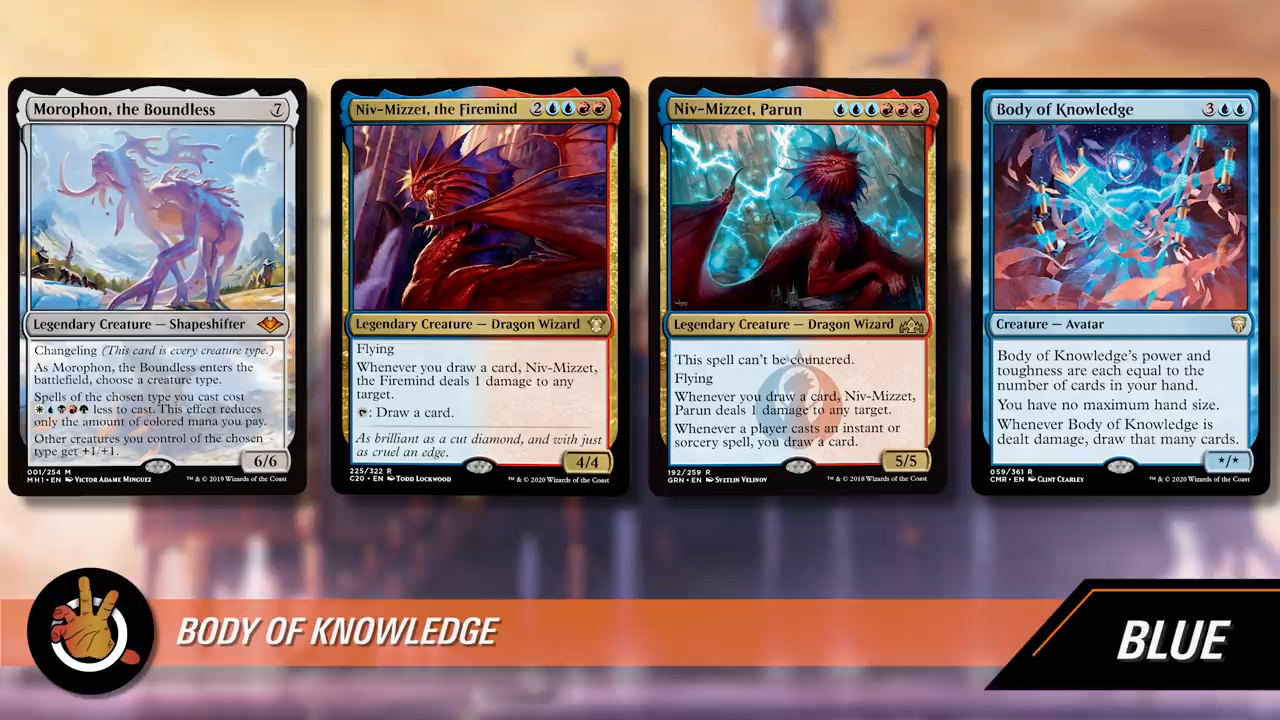 Morophon, the Boundless 7
Legendary Creature — Shapeshifter
Changeling (This card is every creature type.)
As Morophon, the Boundless enters the
battlefield, choose a creature type.
Spells of the chosen type you cast cost
less to cast. This effect reduces
only the amount of colored mana you pay.
Other creatures you control of the chosen
type get +1/+1.
6/6
001/254 M
MH1 • EN Victor Adame Minguez
™ & © 2019 Wizards of the Coast
Niv-Mizzet, the Firemind 2
Legendary Creature — Dragon Wizard
Flying
Whenever you draw a card, Niv-Mizzet,
the Firemind deals 1 damage to any
target.
: Draw a card.
As brilliant as a cut diamond, and with just
as cruel an edge.
4/4
225/322 R
C20 • EN Todd Lockwood
™ & © 2020 Wizards of the Coast
Niv-Mizzet, Parun
Legendary Creature — Dragon Wizard
This spell can't be countered.
Flying
Whenever you draw a card, Niv-Mizzet,
Parun deals 1 damage to any target.
Whenever a player casts an instant or
sorcery spell, you draw a card.
5/5
192/259 R
GRN • EN Svetlin Velinov
™ & © 2018 Wizards of the Coast
Body of Knowledge 3
Creature — Avatar
Body of Knowledge's power and
toughness are each equal to the
number of cards in your hand.
You have no maximum hand size.
Whenever Body of Knowledge is
dealt damage, draw that many cards.
*/*
059/361 R
CMR • EN Clint Cearley
™ & © 2020 Wizards of the Coast
BODY OF KNOWLEDGE
BLUE